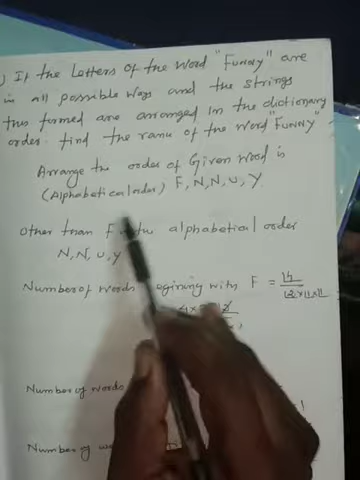 ) If the Letters of the word "FUNNY" are
in all possible ways and the strings
thus formed are arranged in the dictionary
order. find the rank of the word "FUNNY"
Arrange the order of Given word is
(Alphabetical order) F, N, N, U, Y.
Other than F the alphabetical order
N, N, U, Y
Number of words with F =
Number of words
Number of